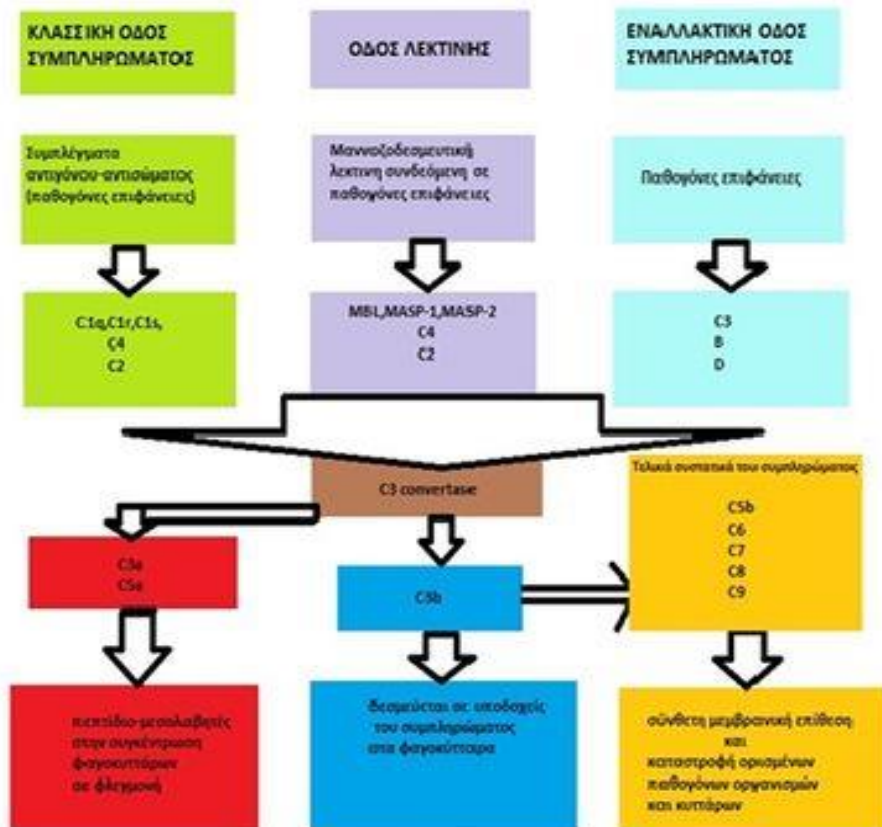 ΚΛΑΣΣΙΚΗ ΟΔΟΣ
ΣΥΜΠΛΗΡΩΜΑΤΟΣ
ΟΔΟΣ ΛΕΚΤΙΝΗΣ
ΕΝΑΛΛΑΚΤΙΚΗ ΟΔΟΣ
ΣΥΜΠΛΗΡΩΜΑΤΟΣ
Συμπλέγματα
αντιγόνου-αντισώματος
(παθογόνες επιφάνειες)
Μανναζοδεσμευτική
λεκτινη συνδεόμενη σε
παθογόνες επιφάνειες
Παθογόνες επιφάνειες
C1q,C1r,C1s,
C4
C2
MBL,MASP-1,MASP-2
C4
C2
C3
B
D
C3 convertase
Τελικά συστατικά του συμπληρώματος
C5b
C6
C7
C8
C9
C3a
C5a
C3b
πεπτίδιο-μεσολαβητές
στην συγκέντρωση
φαγοκυττάρων
σε φλεγμονή
δεσμεύεται σε υποδοχείς
του συμπληρώματος
στα φαγοκύτταρα
σύνθετη μεμβρανική επίθεση
και
καταστροφή ορισμένων
παθογόνων οργανισμών
και κυττάρων